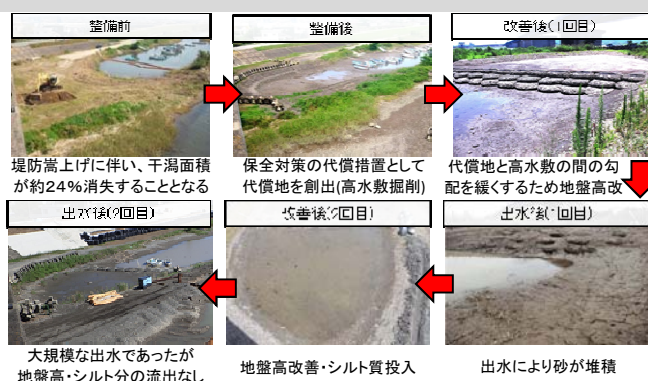 整備前
整備後
改善後(1回目)
堤防嵩上げに伴い、干潟面積
が約24%消失することとなる
保全対策の代償措置として
代償地を創出(高水敷掘削)
代償地と高水敷の間の勾
配を緩くするため地盤高改
出水後(2回目)
改善後(2回目)
出水後(1回目)
大規模な出水であったが
地盤高・シルト分の流出なし
地盤高改善・シルト質投入
出水により砂が堆積